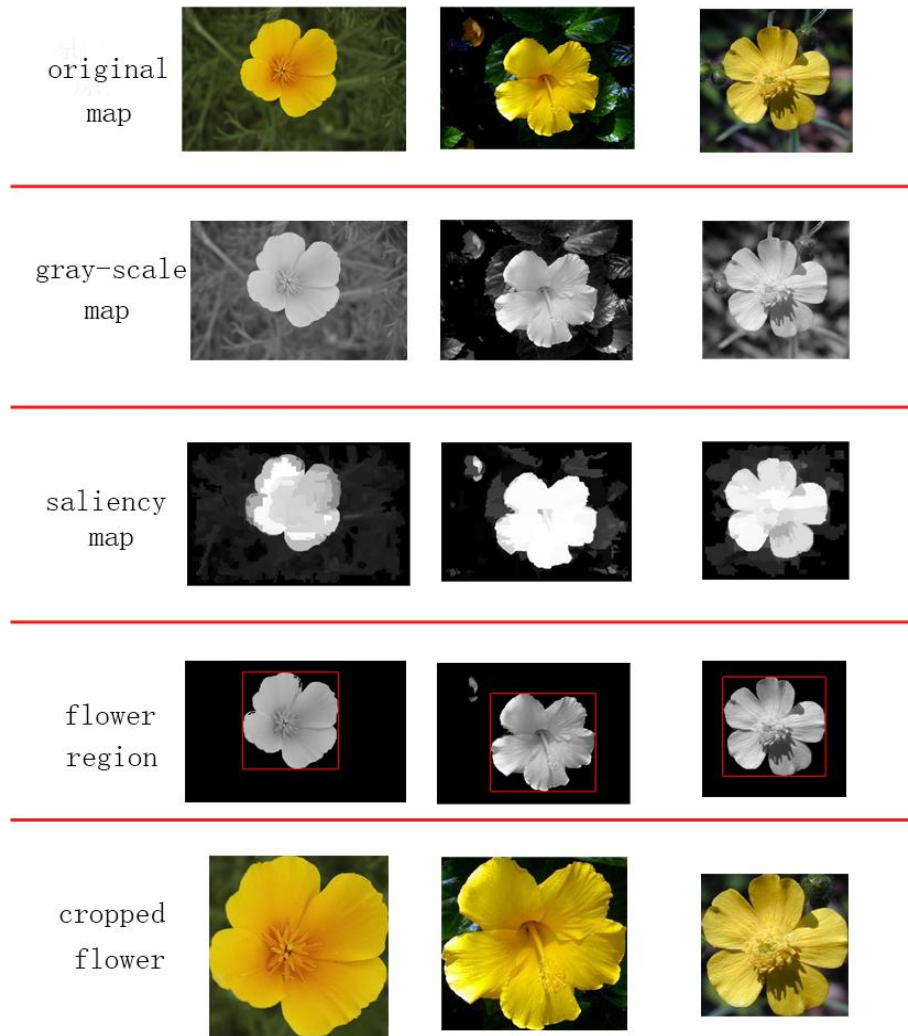 original
map
gray-scale
map
saliency
map
flower
region
cropped
flower